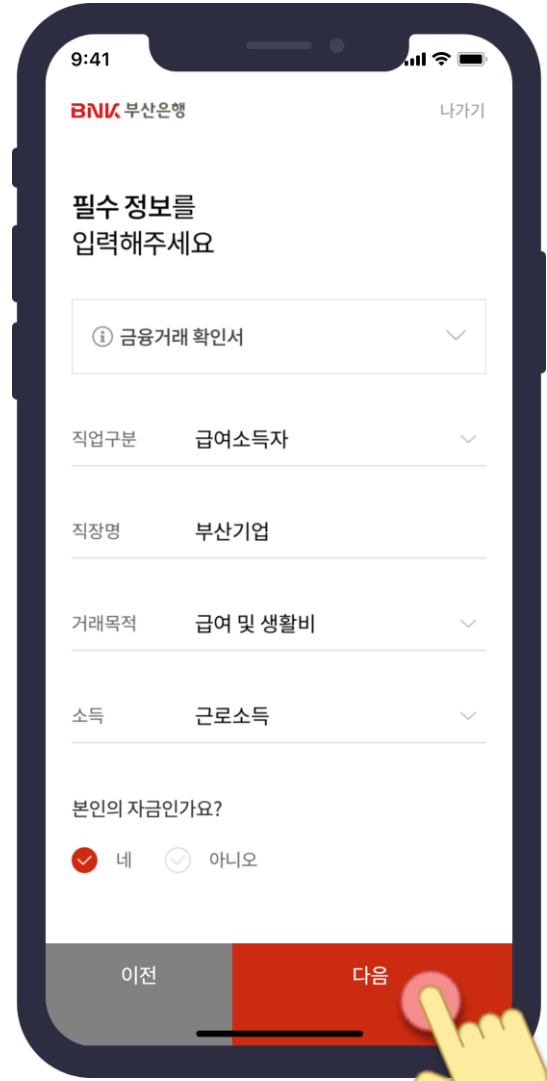 9:41
BNK 부산은행 나가기
필수 정보를
입력해주세요
금융거래 확인서
직업구분 급여소득자
직장명 부산기업
거래목적 급여 및 생활비
소득 근로소득
본인의 자금인가요?
네 아니오
이전 다음